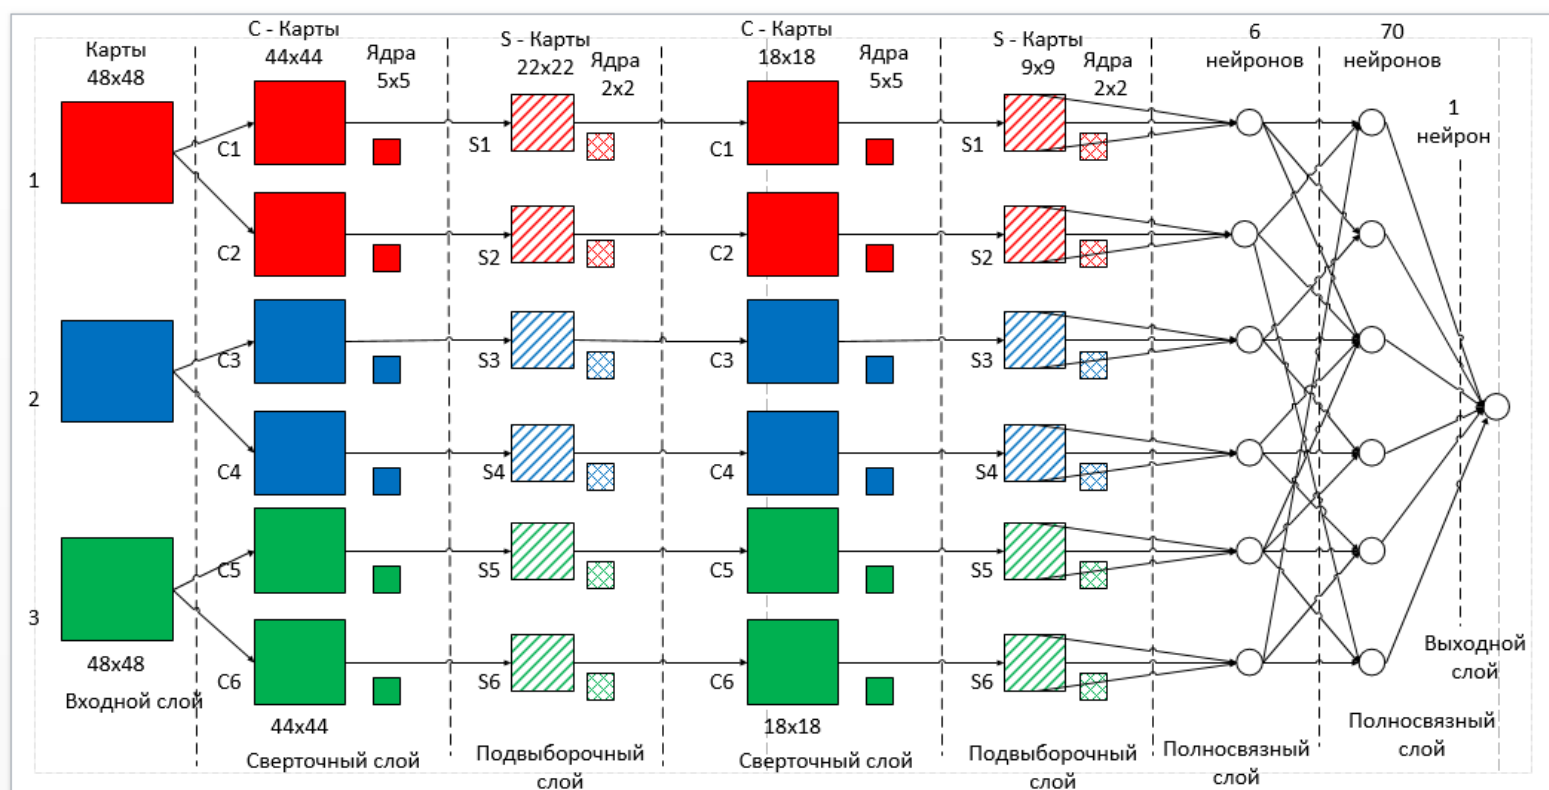 Карты
48x48
С - Карты
44x44
Ядра
5x5
S - Карты
22x22
Ядра
2x2
С - Карты
18x18
Ядра
5x5
S - Карты
9x9
Ядра
2x2
6
нейронов
70
нейронов
1
нейрон
1
2
3
C1
C2
C3
C4
C5
C6
S1
S2
S3
S4
S5
S6
C1
C2
C3
C4
C5
C6
S1
S2
S3
S4
S5
S6
48x48
Входной слой
44x44
Сверточный слой
Подвыборочный
слой
18x18
Сверточный слой
Подвыборочный
слой
Полносвязный
слой
Полносвязный
слой
Выходной
слой